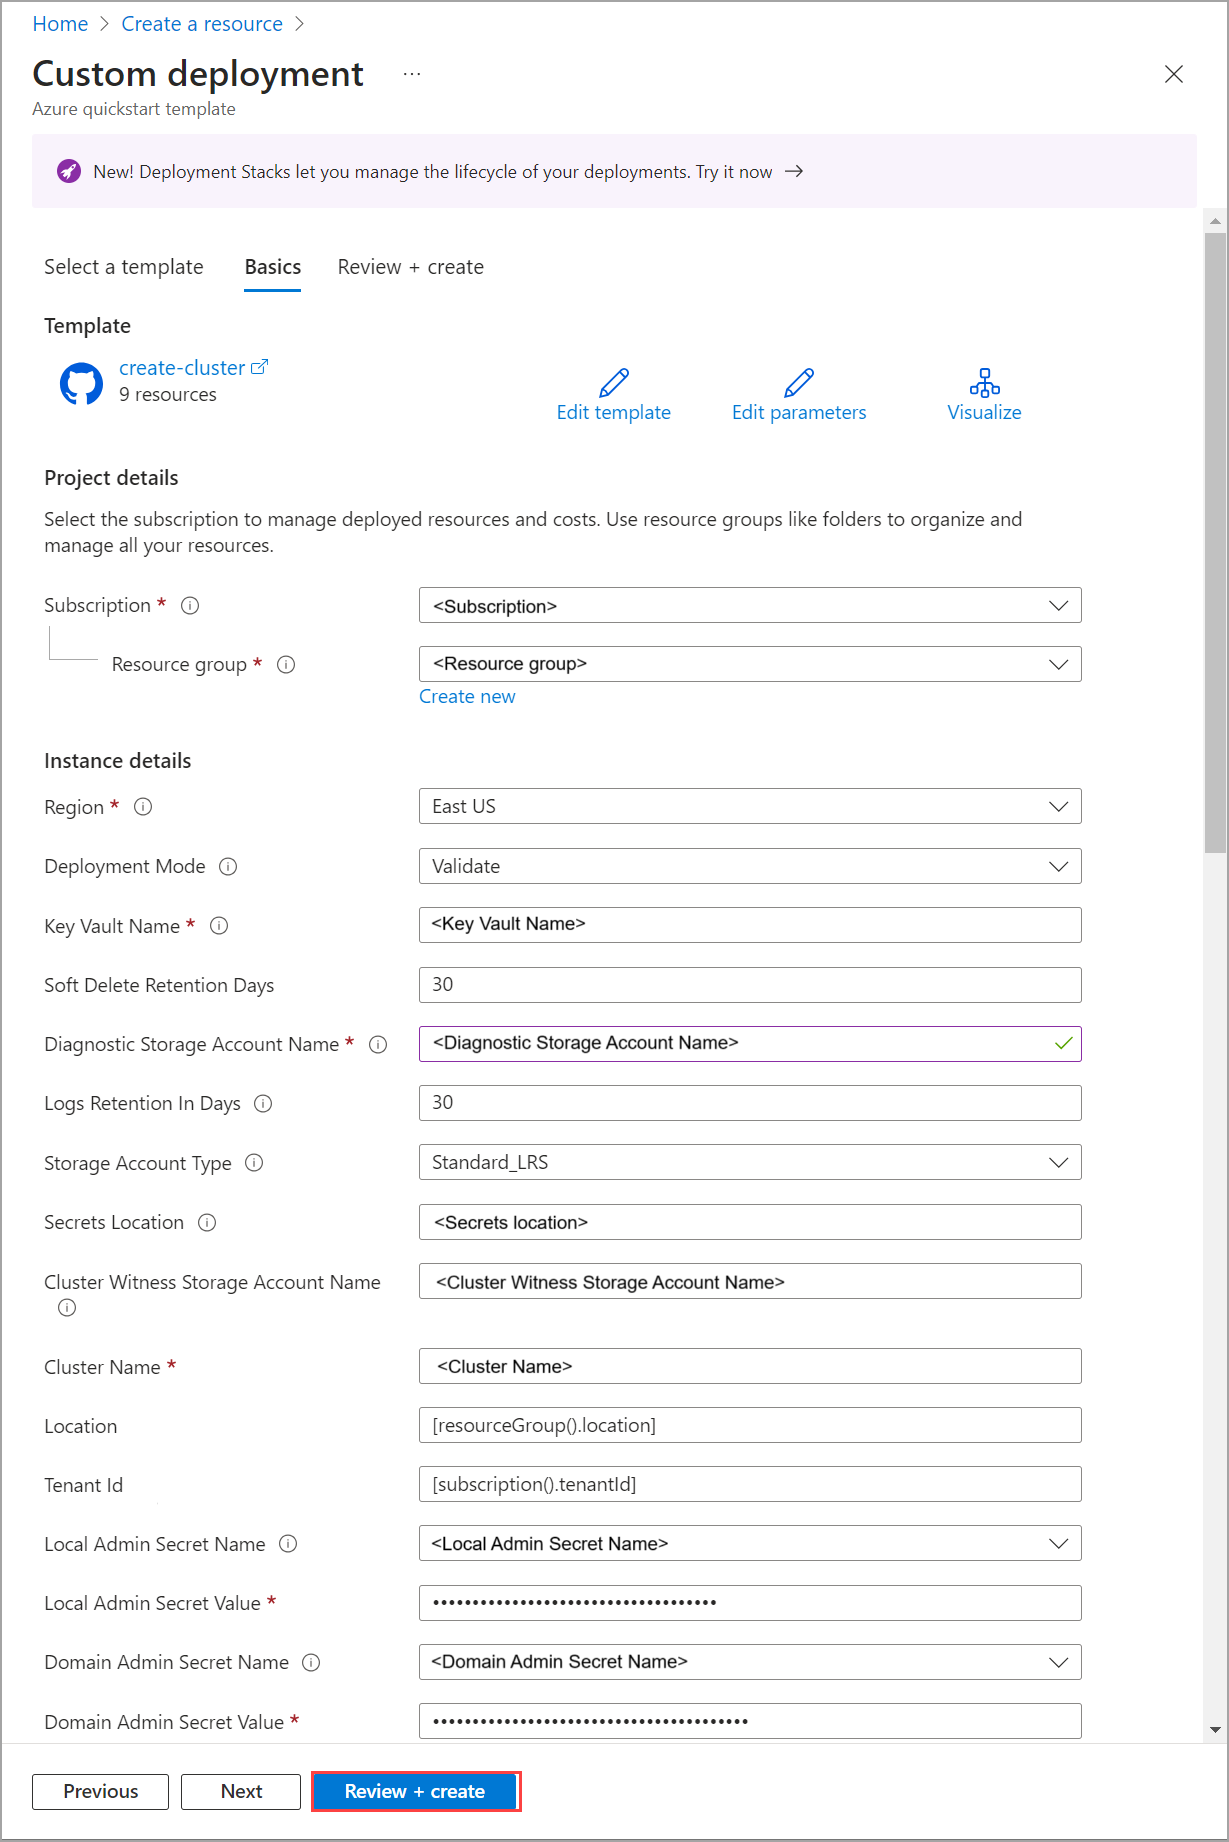 Home > Create a resource >
Custom deployment ...
Azure quickstart template
New! Deployment Stacks let you manage the lifecycle of your deployments. Try it now →
Select a template Basics Review + create
Template
create-cluster
9 resources
Edit template Edit parameters Visualize
Project details
Select the subscription to manage deployed resources and costs. Use resource groups like folders to organize and
manage all your resources.
Subscription * <Subscription>
Resource group * <Resource group>
Create new
Instance details
Region * East US
Deployment Mode Validate
Key Vault Name * <Key Vault Name>
Soft Delete Retention Days 30
Diagnostic Storage Account Name * <Diagnostic Storage Account Name>
Logs Retention In Days 30
Storage Account Type Standard_LRS
Secrets Location <Secrets location>
Cluster Witness Storage Account Name <Cluster Witness Storage Account Name>
Cluster Name * <Cluster Name>
Location [resourceGroup().location]
Tenant Id [subscription().tenantId]
Local Admin Secret Name <Local Admin Secret Name>
Local Admin Secret Value * ••••••••••••••••••••••••••••••••••••
Domain Admin Secret Name <Domain Admin Secret Name>
Domain Admin Secret Value * ••••••••••••••••••••••••••••••••••••••••
Previous Next Review + create